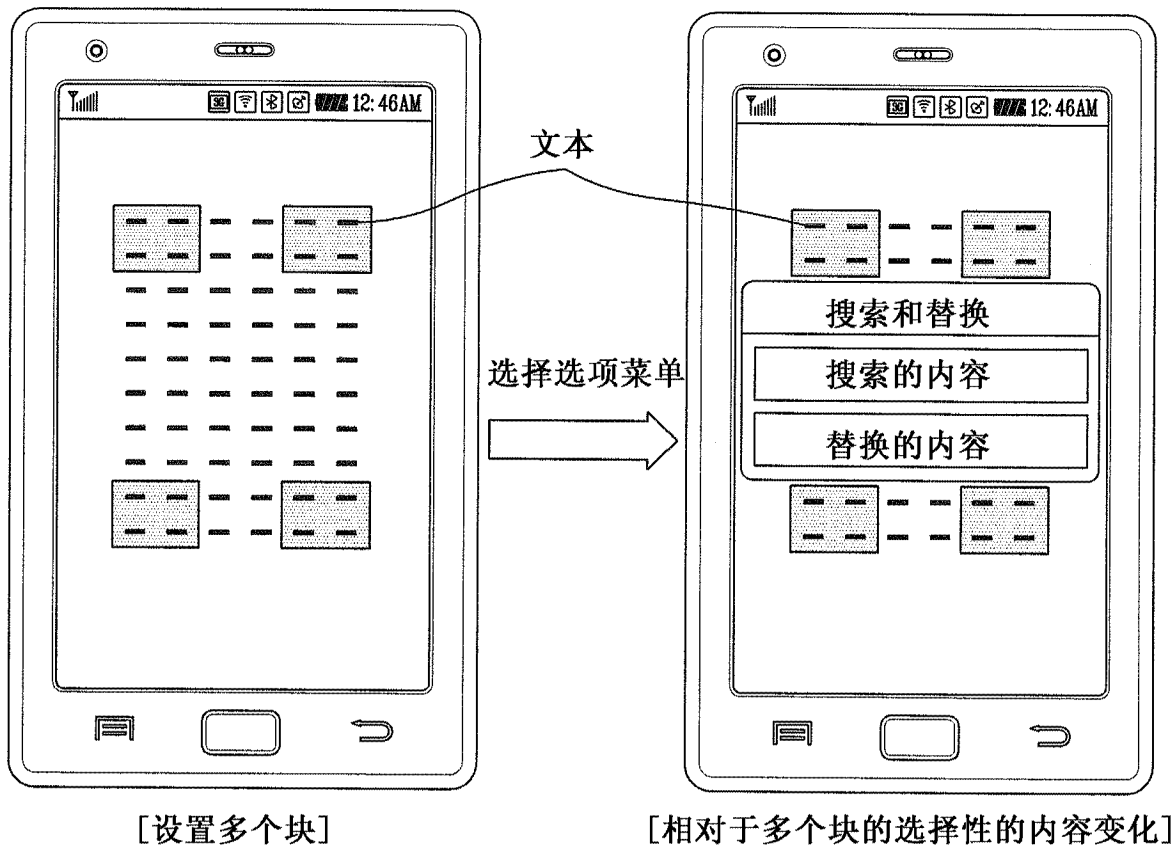 3G 12:46AM
3G 12:46AM
文本
搜索和替换
搜索的内容
替换的内容
选择选项菜单
[设置多个块]
[相对于多个块的选择性的内容变化]